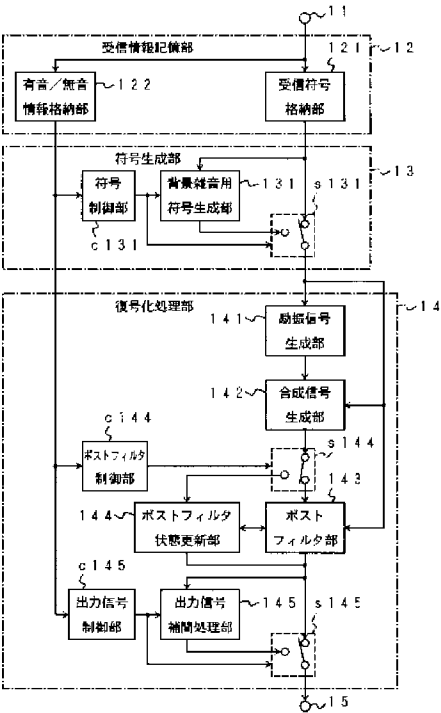 11
受信情報記憶部
121
12
有音／無音
情報格納部
122
受信符号
格納部
符号生成部
13
符号
制御部
c131
背景雑音用
符号生成部
131
s131
復号化処理部
14
141
励振信号
生成部
142
合成信号
生成部
c144
ポストフィルタ
制御部
s144
143
144
ポストフィルタ
状態更新部
ポスト
フィルタ部
c145
出力信号
制御部
出力信号
補間処理部
145
s145
15